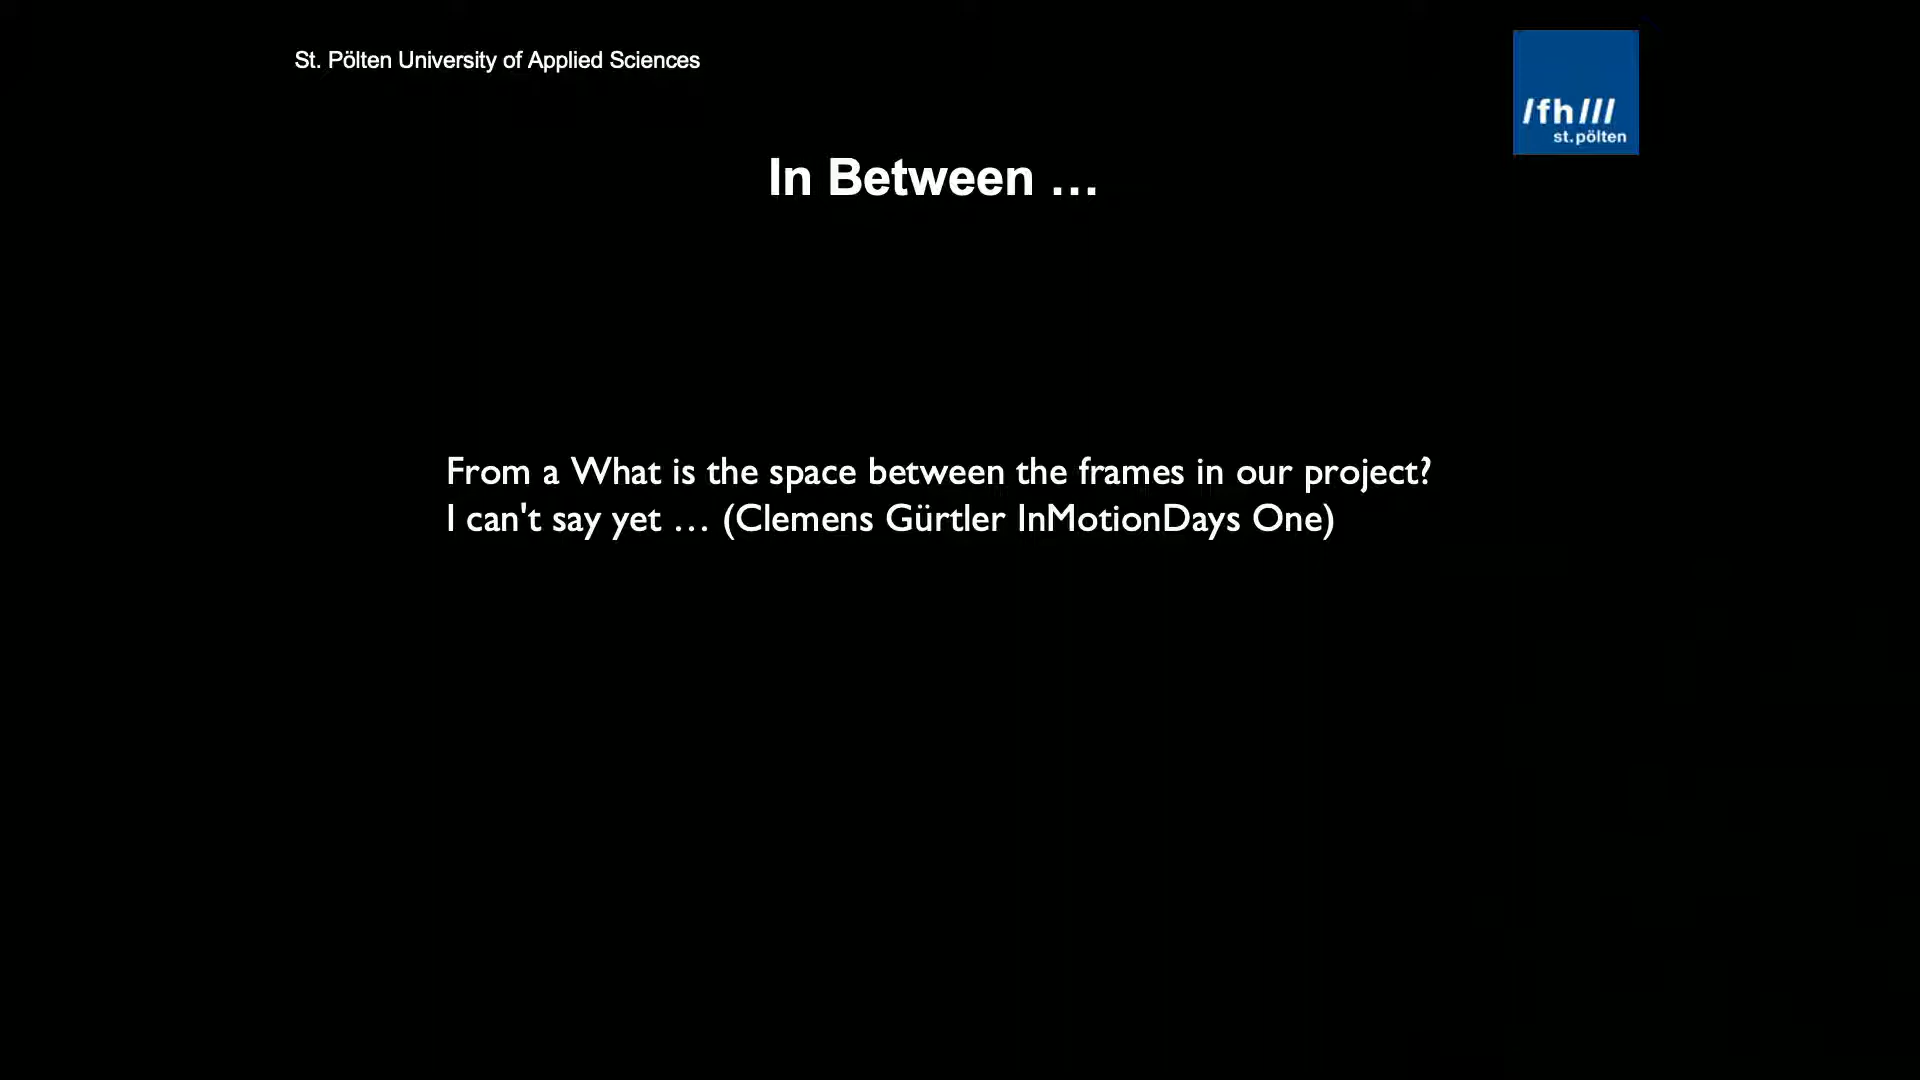 St. Pölten University of Applied Sciences
/fh///
st.pölten
In Between …
From a What is the space between the frames in our project?
I can't say yet … (Clemens Gürtler InMotionDays One)